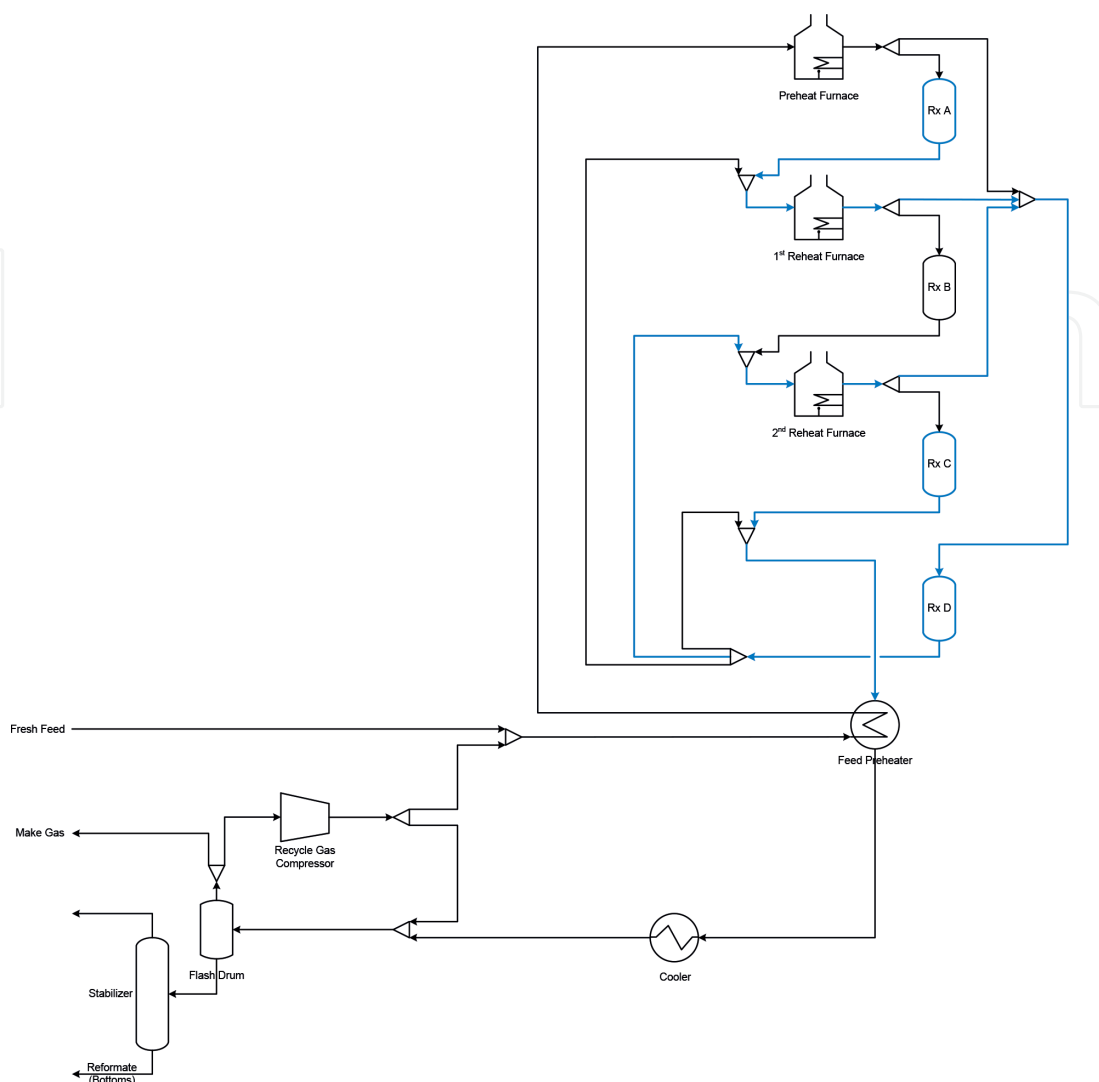 Preheat Furnace
Rx A
1st Reheat Furnace
Rx B
2nd Reheat Furnace
Rx C
Rx D
Fresh Feed
Feed Preheater
Make Gas
Recycle Gas
Compressor
Flash Drum
Cooler
Stabilizer
Reformate
(Bottoms)